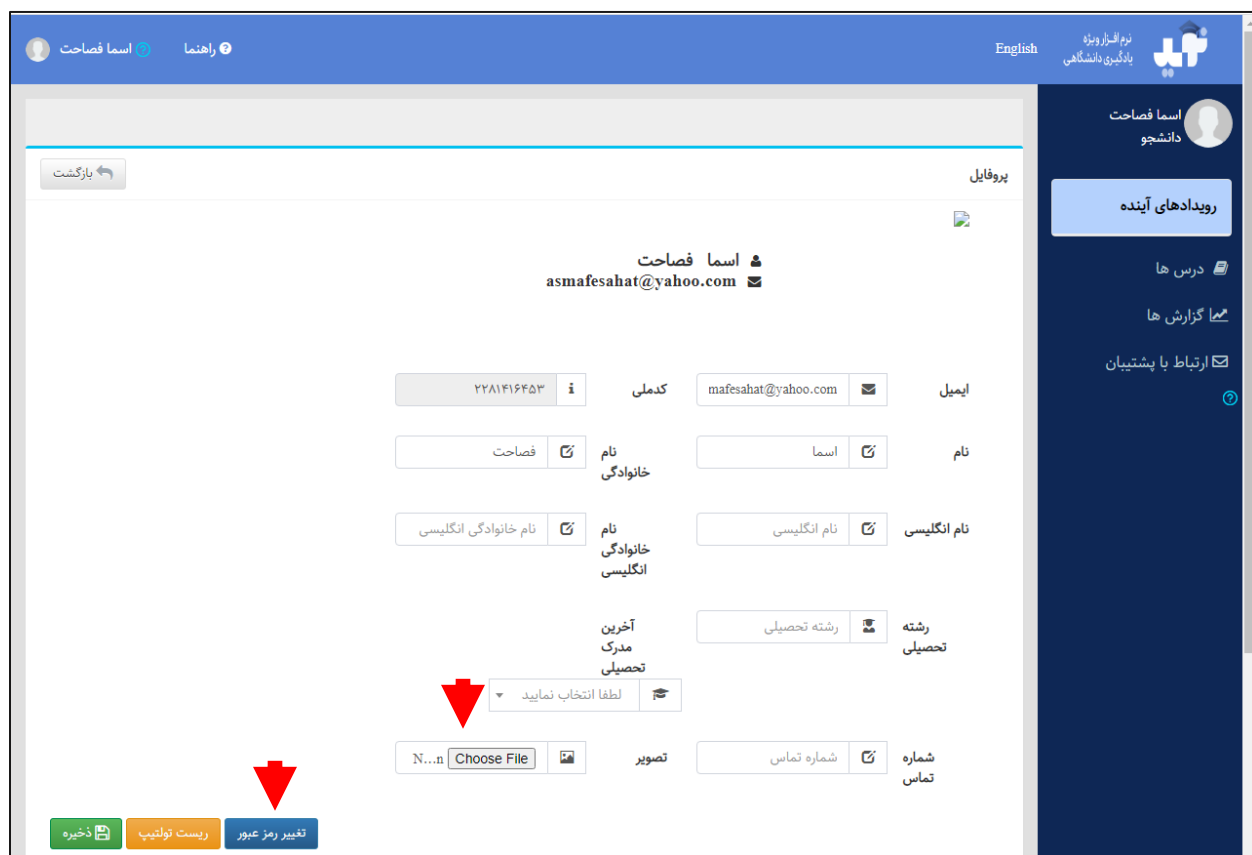 نرم افزار ویژه
یادگیری دانشگاهی
English
راهنما
اسما فصاحت
اسما فصاحت
دانشجو
رویدادهای آینده
درس ها
گزارش ها
ارتباط با پشتیبان
پروفایل
بازگشت
اسما فصاحت
asmafesahat@yahoo.com
ایمیل mafesahat@yahoo.com کدملی ۲۲۸۱۴۱۶۴۵۳
نام اسما نام خانوادگی فصاحت
نام انگلیسی نام انگلیسی نام خانوادگی انگلیسی نام خانوادگی انگلیسی
رشته تحصیلی رشته تحصیلی آخرین مدرک تحصیلی
لطفا انتخاب نمایید
شماره تماس شماره تماس تصویر Choose File N...n
تغییر رمز عبور ریست تولتیپ ذخیره